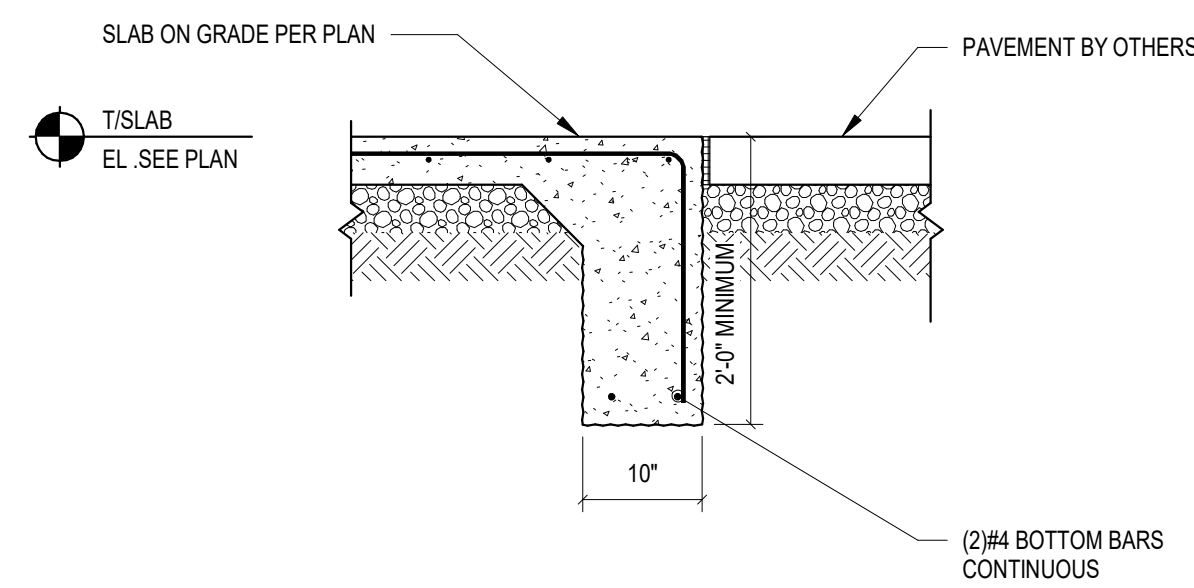 SLAB ON GRADE PER PLAN
PAVEMENT BY OTHERS
T/SLAB
EL .SEE PLAN
2'-0" MINIMUM
10"
(2)#4 BOTTOM BARS
CONTINUOUS